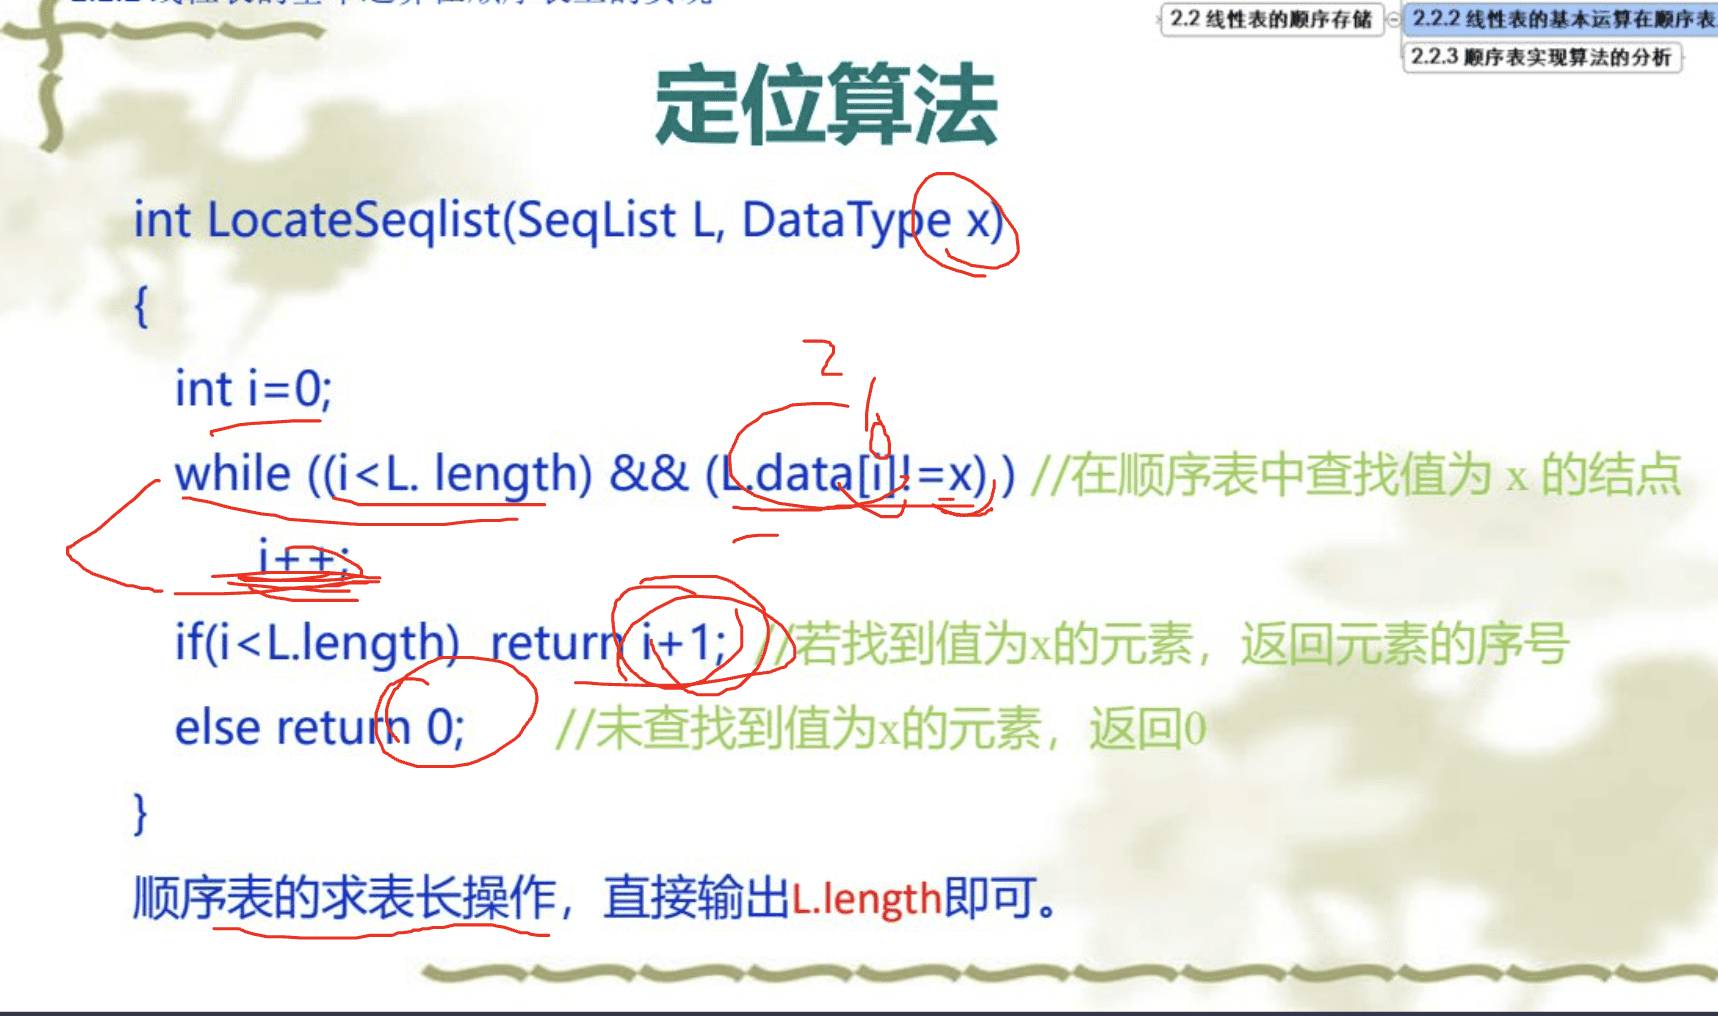 2.2 线性表的顺序存储
2.2.2 线性表的基本运算在顺序表
2.2.3 顺序表实现算法的分析
定位算法
int LocateSeqlist(SeqList L, DataType x)
{
int i=0;
2
while ((i<L. length) && (L.data[i]!=x) ) //在顺序表中查找值为 x 的结点
i++;
if(i<L.length) return i+1; //若找到值为x的元素，返回元素的序号
else return 0; //未查找到值为x的元素，返回0
}
顺序表的求表长操作，直接输出L.length即可。